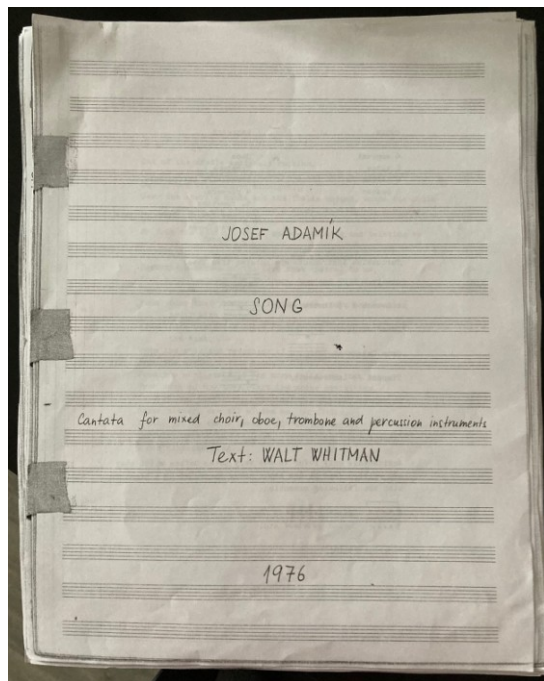 JOSEF ADAMÍK
SONG
Cantata for mixed choir, oboe, trombone and percussion instruments
Text: WALT WHITMAN
1976